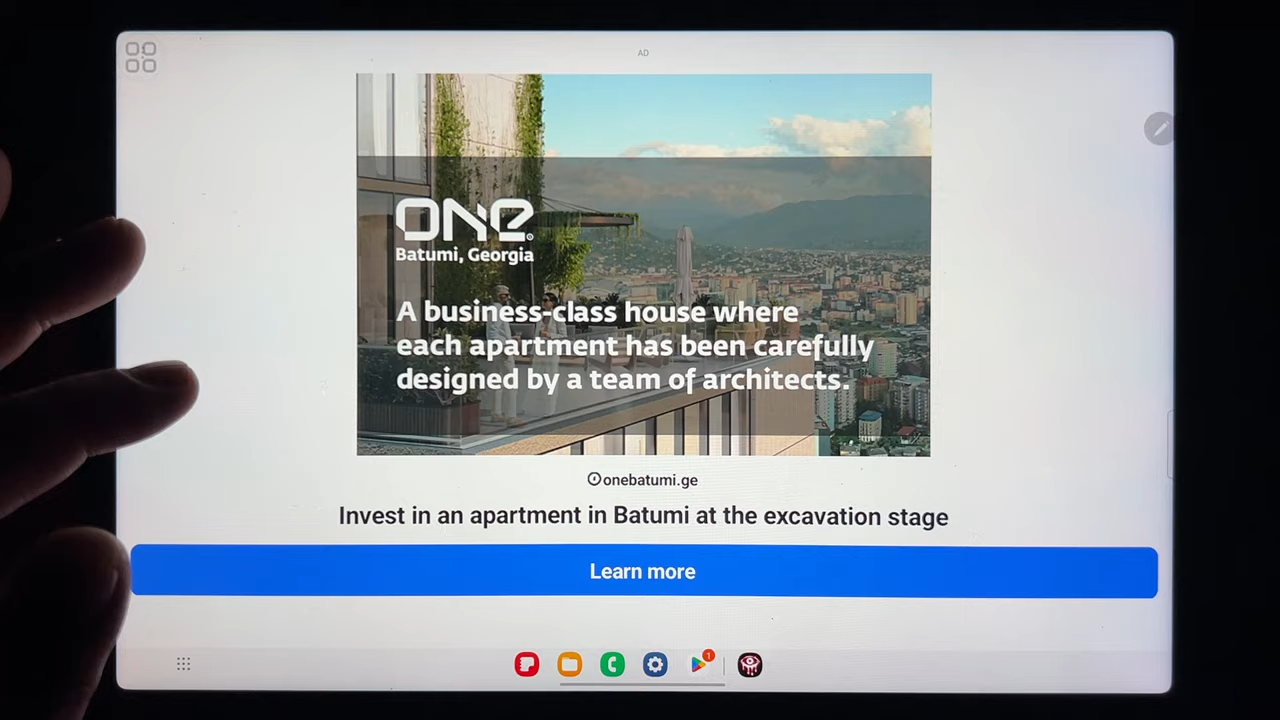 AD
ONE
Batumi, Georgia
A business-class house where
each apartment has been carefully
designed by a team of architects.
onebatumi.ge
Invest in an apartment in Batumi at the excavation stage
Learn more
1